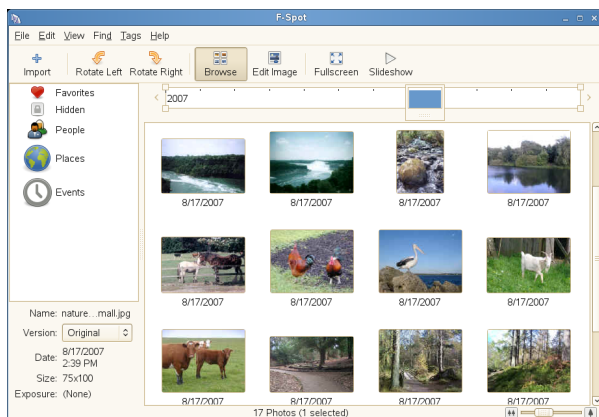 F-Spot
File Edit View Find Tags Help
Import Rotate Left Rotate Right Browse Edit Image Fullscreen Slideshow
Favorites
Hidden
People
Places
Events
2007
8/17/2007 8/17/2007 8/17/2007 8/17/2007
8/17/2007 8/17/2007 8/17/2007 8/17/2007
8/17/2007 8/17/2007 8/17/2007 8/17/2007
Name: nature...mall.jpg
Version: Original
Date: 8/17/2007
2:39 PM
Size: 75x100
Exposure: (None)
17 Photos (1 selected)